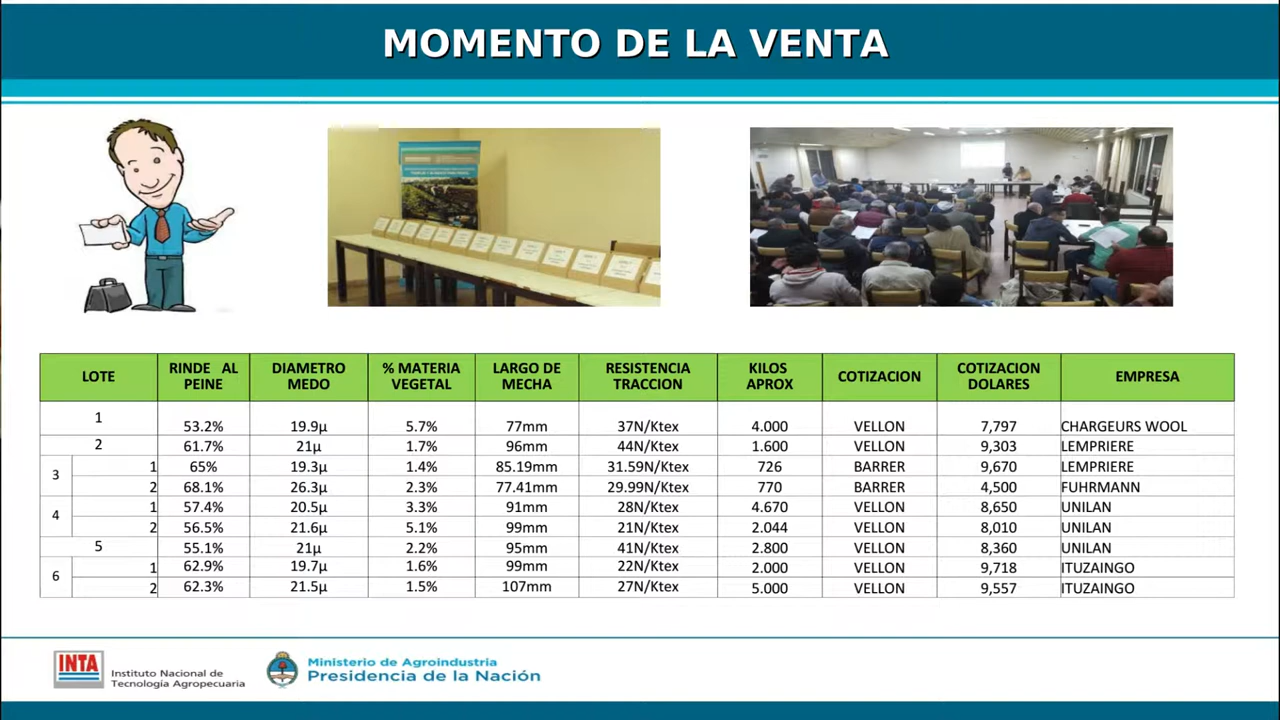 MOMENTO DE LA VENTA
LOTE RINDE AL PEINE DIAMETRO MEDO % MATERIA VEGETAL LARGO DE MECHA RESISTENCIA TRACCION KILOS APROX COTIZACION COTIZACION DOLARES EMPRESA
1 53.2% 19.9µ 5.7% 77mm 37N/Ktex 4.000 VELLON 7,797 CHARGEURS WOOL
2 61.7% 21µ 1.7% 96mm 44N/Ktex 1.600 VELLON 9,303 LEMPRIERE
3 1 65% 19.3µ 1.4% 85.19mm 31.59N/Ktex 726 BARRER 9,670 LEMPRIERE
2 68.1% 26.3µ 2.3% 77.41mm 29.99N/Ktex 770 BARRER 4,500 FUHRMANN
4 1 57.4% 20.5µ 3.3% 91mm 28N/Ktex 4.670 VELLON 8,650 UNILAN
2 56.5% 21.6µ 5.1% 99mm 21N/Ktex 2.044 VELLON 8,010 UNILAN
5 55.1% 21µ 2.2% 95mm 41N/Ktex 2.800 VELLON 8,360 UNILAN
6 1 62.9% 19.7µ 1.6% 99mm 22N/Ktex 2.000 VELLON 9,718 ITUZAINGO
2 62.3% 21.5µ 1.5% 107mm 27N/Ktex 5.000 VELLON 9,557 ITUZAINGO
INTA
Instituto Nacional de
Tecnología Agropecuaria
Ministerio de Agroindustria
Presidencia de la Nación